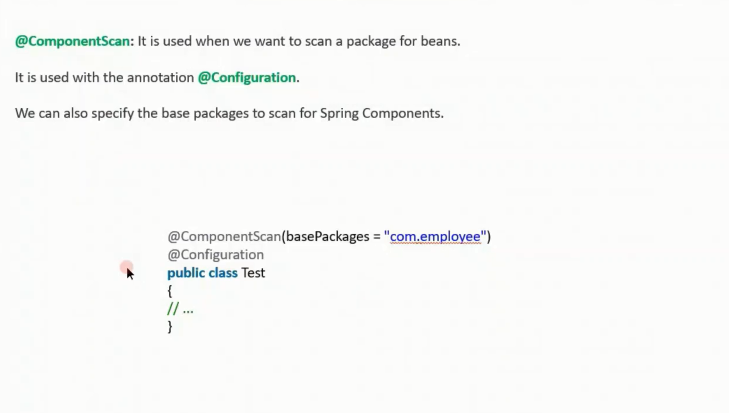 @ComponentScan: It is used when we want to scan a package for beans.
It is used with the annotation @Configuration.
We can also specify the base packages to scan for Spring Components.
@ComponentScan(basePackages = "com.employee")
@Configuration
public class Test
{
// ...
}